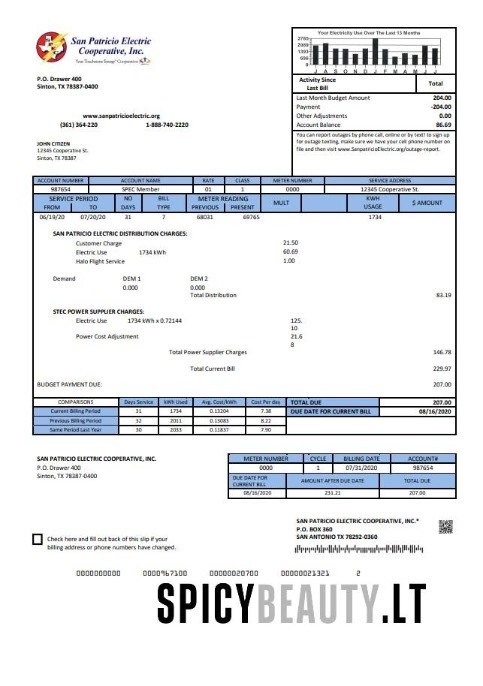 San Patricio Electric
Cooperative, Inc.
Your Touchstone Energy® Cooperative
P.O. Drawer 400
Sinton, TX 78387-0400
www.sanpatricioelectric.org
(361) 364-220 1-888-740-2220
JOHN CITIZEN
12345 Cooperative St.
Sinton, TX 78387
Your Electricity Use Over The Last 13 Months
J A S O N D J F M A M J J
Activity Since
Last Bill
Total
Last Month Budget Amount 204.00
Payment -204.00
Other Adjustments 0.00
Account Balance 86.69
You can report outages by phone call, online or by text! to sign up
for outage texting, make sure we have your cell phone number on
file and then visit www.SanpatricioElectric.org/outage-report.
ACCOUNT NUMBER ACCOUNT NAME RATE CLASS METER NUMBER SERVICE ADDRESS
987654 SPEC Member 01 1 0000 12345 Cooperative St.
SERVICE PERIOD NO BILL METER READING MULT KWH $ AMOUNT
FROM TO DAYS TYPE PREVIOUS PRESENT USAGE
06/19/20 07/20/20 31 7 68031 69765 1734
SAN PATRICIO ELECTRIC DISTRIBUTION CHARGES:
Customer Charge 21.50
Electric Use 1734 kWh 60.69
Halo Flight Service 1.00
Demand DEM 1 DEM 2
0.000 0.000
Total Distribution 83.19
STEC POWER SUPPLIER CHARGES:
Electric Use 1734 kWh x 0.72144 125.
10
Power Cost Adjustment 21.6
8
Total Power Supplier Charges 146.78
Total Current Bill 229.97
BUDGET PAYMENT DUE: 207.00
COMPARISONS Days Service kWh Used Avg. Cost/kWh Cost Per day TOTAL DUE 207.00
Current Billing Period 31 1734 0.13204 7.38 DUE DATE FOR CURRENT BILL 08/16/2020
Previous Billing Period 32 2011 0.13083 8.22
Same Period Last Year 30 2033 0.11837 7.90
SAN PATRICIO ELECTRIC COOPERATIVE, INC.
P.O. Drawer 400
Sinton, TX 78387-0400
METER NUMBER CYCLE BILLING DATE ACCOUNT#
0000 1 07/31/2020 987654
DUE DATE FOR
CURRENT BILL
AMOUNT AFTER DUE DATE TOTAL DUE
08/16/2020 231.21 207.00
SAN PATRICIO ELECTRIC COOPERATIVE, INC.*
P.O. BOX 360
SAN ANTONIO TX 78292-0360
Check here and fill out back of this slip if your
billing address or phone numbers have changed.
0000000000 0000967100 00000020700 00000021321 2
SPICYBEAUTY.LT